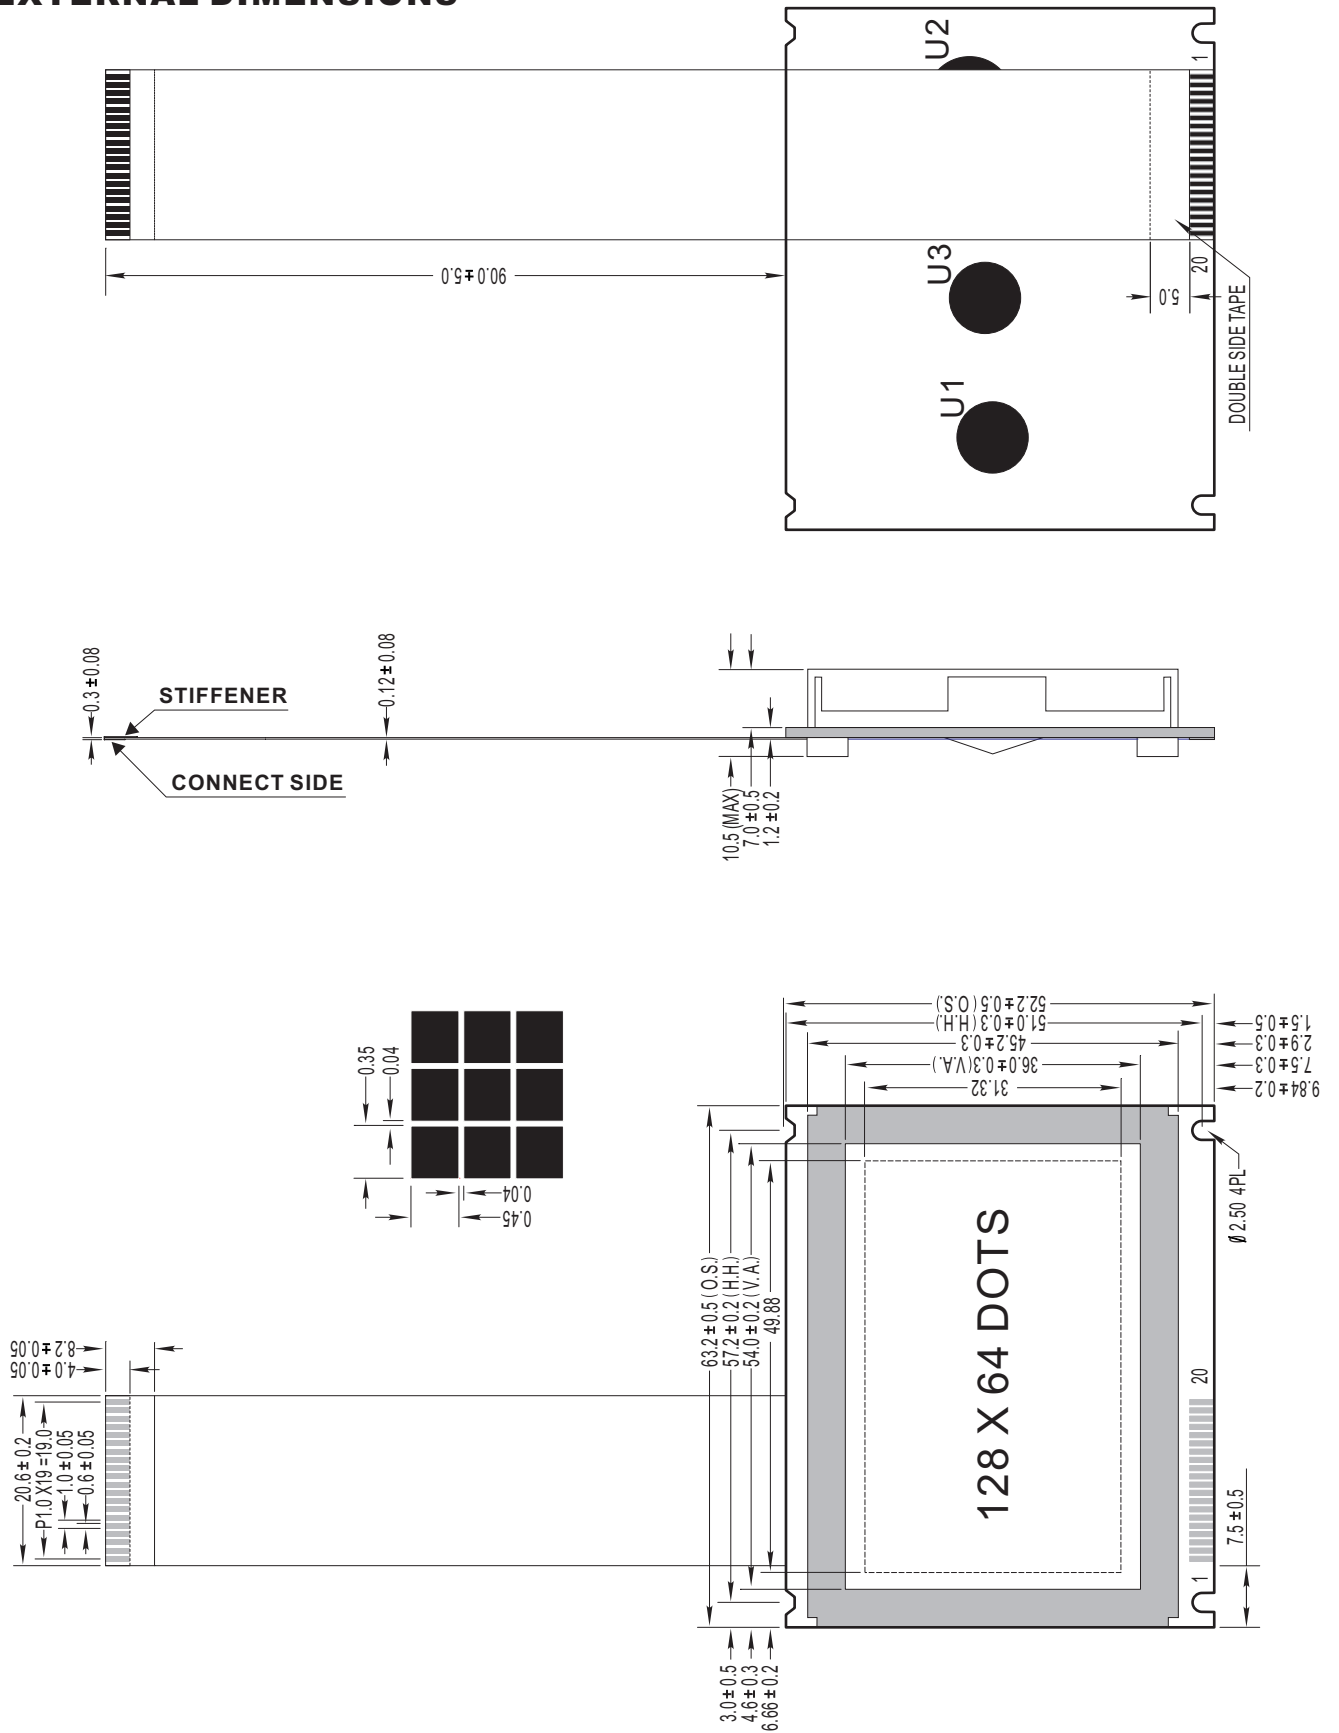 EXTERNAL DIMENSIONS
U2
1
20
U3
U1
90.0±5.0
5.0
DOUBLE SIDE TAPE
0.3±0.08
STIFFENER
CONNECT SIDE
0.12±0.08
10.5 (MAX)
7.0±0.5
1.2±0.2
0.35
0.04
0.04
0.45
52.2±0.5 (O.S.)
51.0±0.3 (H.H.)
45.2±0.3
36.0±0.3(V.A.)
31.32
1.5±0.5
2.9±0.3
7.5±0.3
9.84±0.2
Ø 2.50 4PL
63.2±0.5 (O.S.)
57.2±0.2 (H.H.)
54.0±0.2 (V.A.)
49.88
128 X 64 DOTS
8.2±0.05
4.0±0.05
20.6±0.2
P1.0 X19 =19.0
1.0±0.05
0.6±0.05
20
1
7.5±0.5
3.0±0.5
4.6±0.3
6.66±0.2